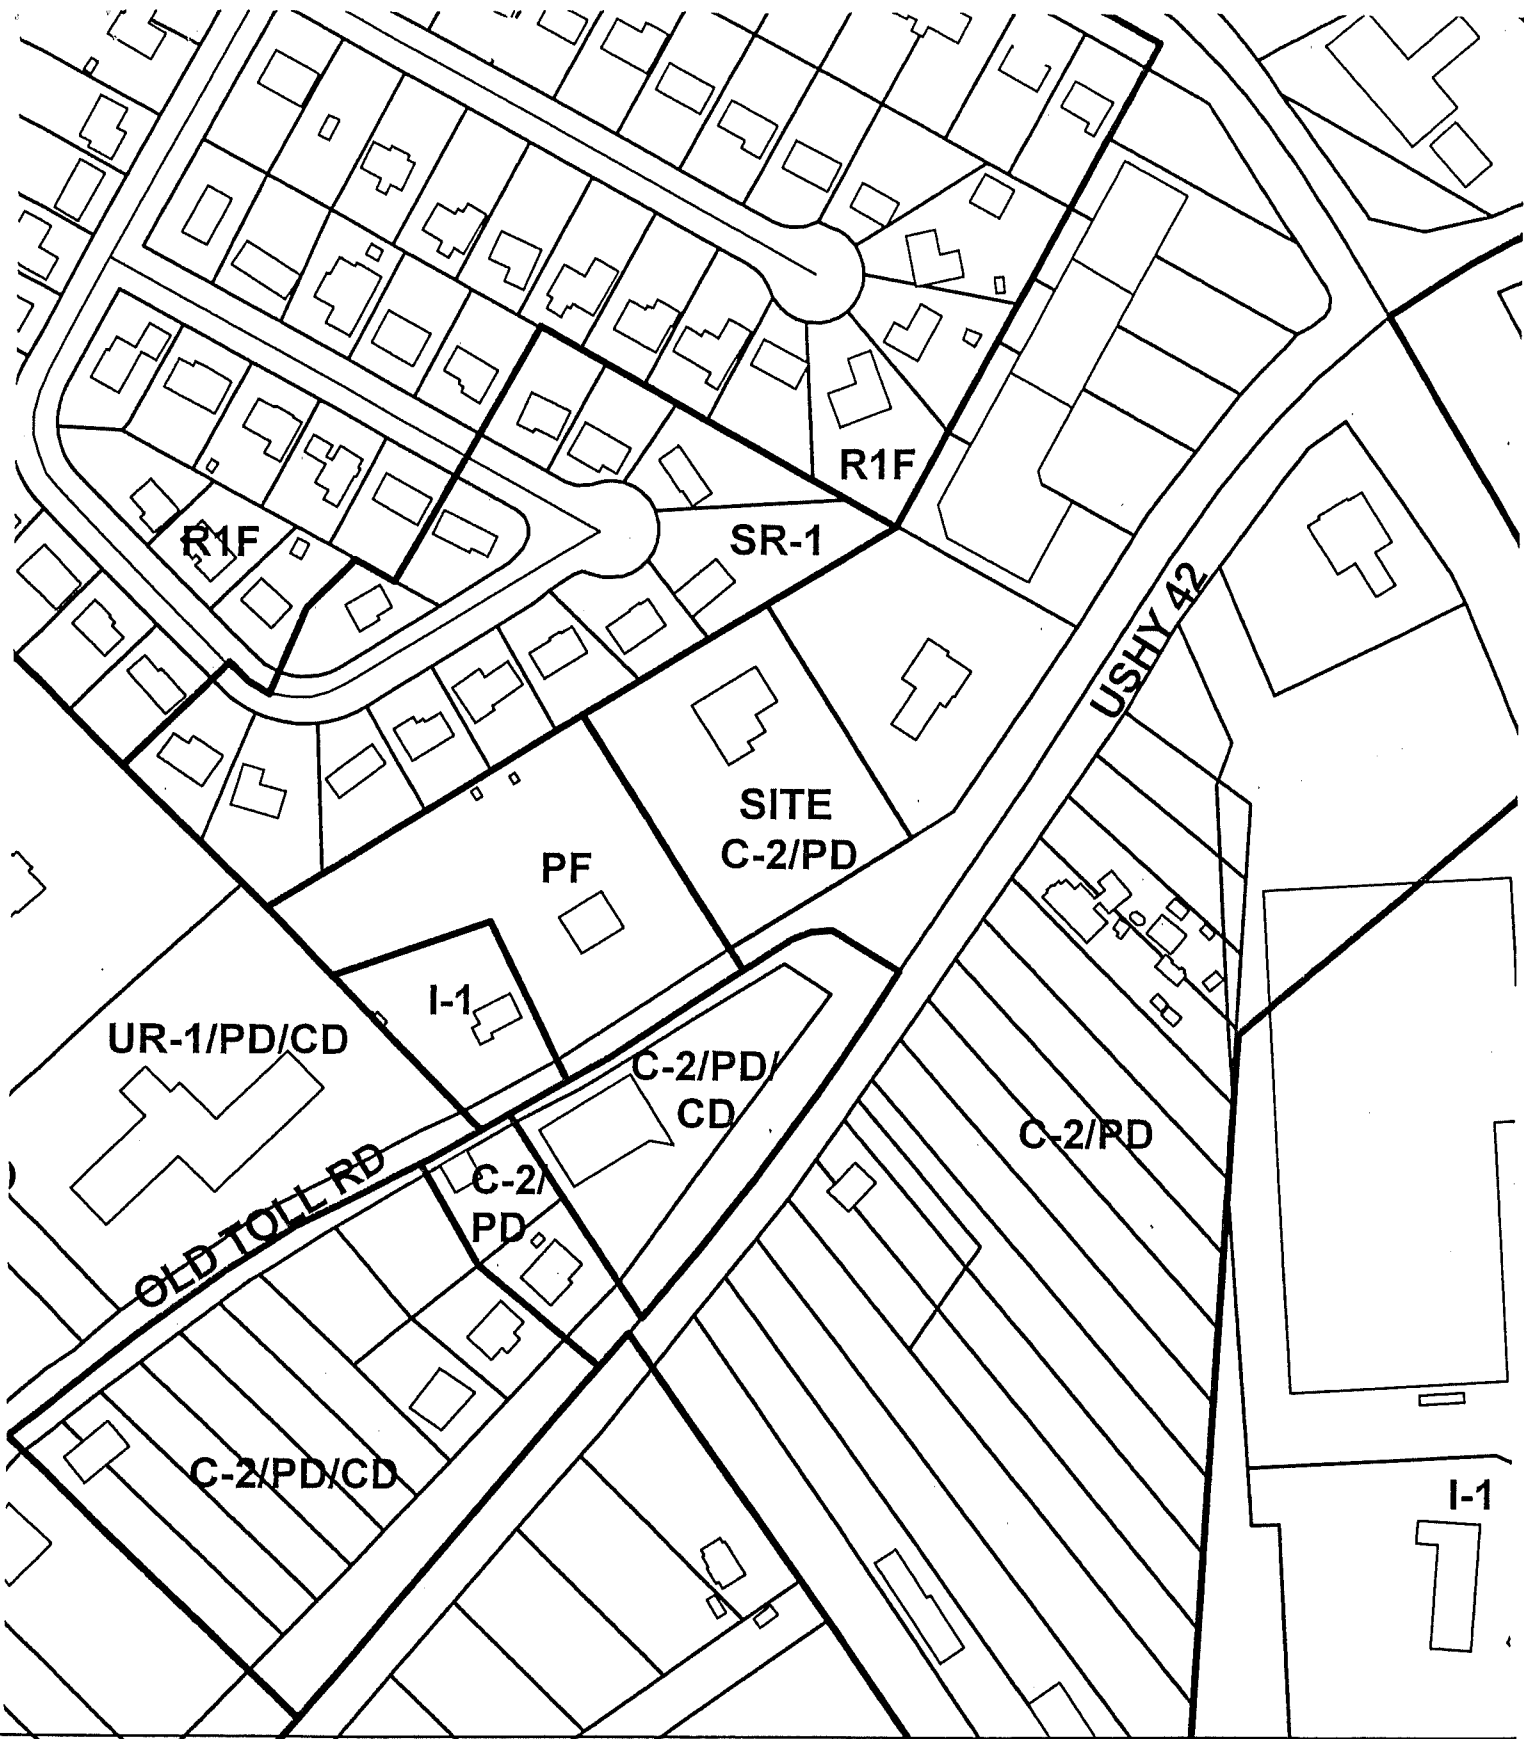 R1F
SR-1
R1F
USHY 42
SITE
C-2/PD
PF
I-1
UR-1/PD/CD
C-2/PD/
CD
C-2/PD
C-2/
PD
OLD TOLL RD
C-2/PD/CD
I-1